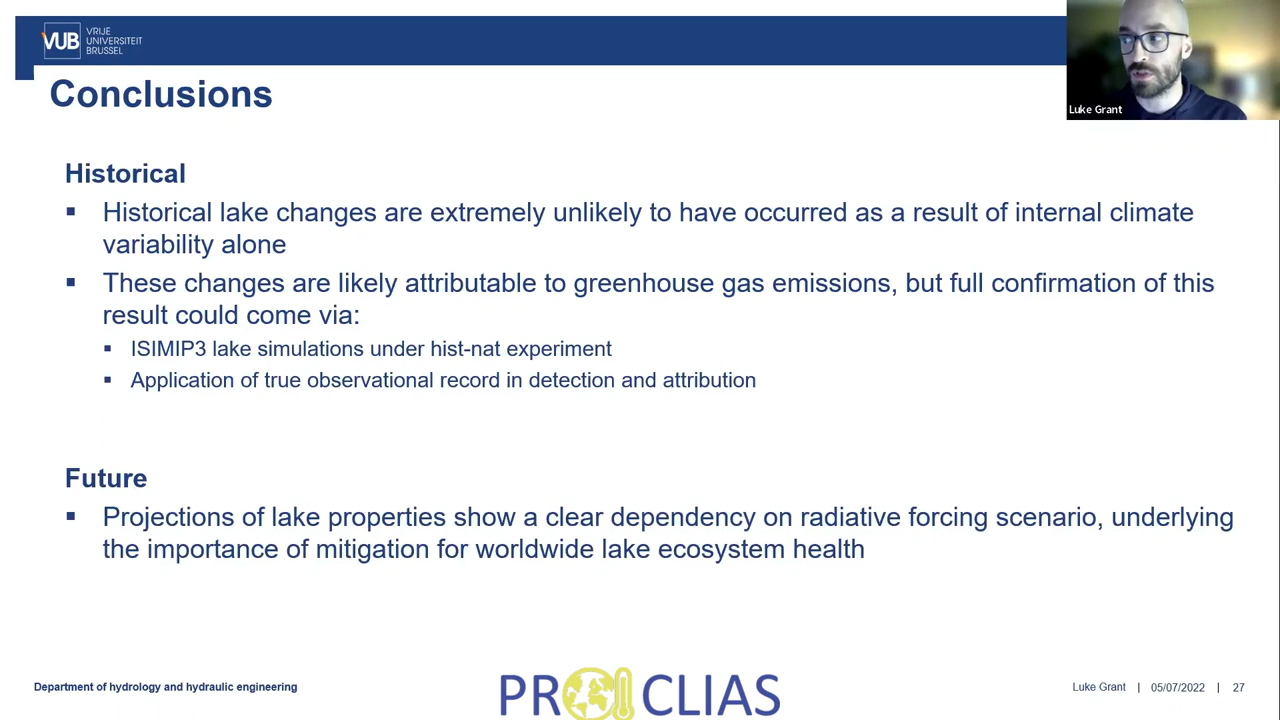 VUB
VRIJE
UNIVERSITEIT
BRUSSEL
Conclusions
Luke Grant
Historical
▪ Historical lake changes are extremely unlikely to have occurred as a result of internal climate
variability alone
▪ These changes are likely attributable to greenhouse gas emissions, but full confirmation of this
result could come via:
▪ ISIMIP3 lake simulations under hist-nat experiment
▪ Application of true observational record in detection and attribution
Future
▪ Projections of lake properties show a clear dependency on radiative forcing scenario, underlying
the importance of mitigation for worldwide lake ecosystem health
Department of hydrology and hydraulic engineering
PROCLIAS
Luke Grant | 05/07/2022 | 27